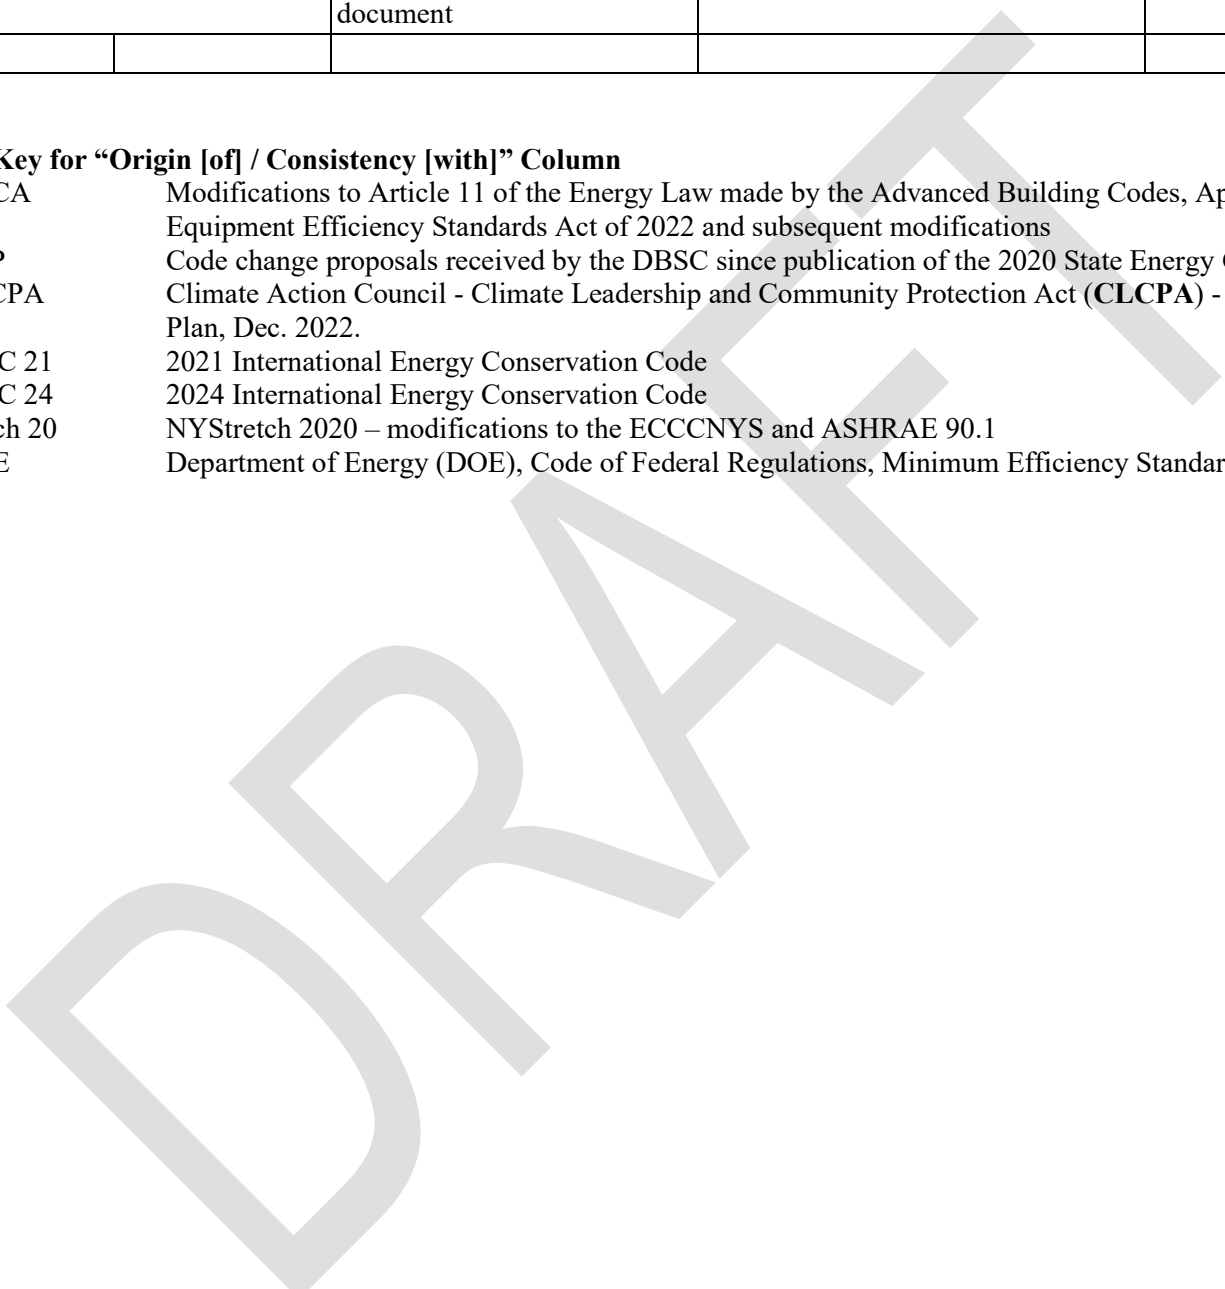 document
Key for “Origin [of] / Consistency [with]” Column
CA Modifications to Article 11 of the Energy Law made by the Advanced Building Codes, Ap
Equipment Efficiency Standards Act of 2022 and subsequent modifications
P Code change proposals received by the DBSC since publication of the 2020 State Energy
CPA Climate Action Council - Climate Leadership and Community Protection Act (CLCPA) -
Plan, Dec. 2022.
C 21 2021 International Energy Conservation Code
C 24 2024 International Energy Conservation Code
ch 20 NYStretch 2020 – modifications to the ECCCNYS and ASHRAE 90.1
E Department of Energy (DOE), Code of Federal Regulations, Minimum Efficiency Standar
DRAFT